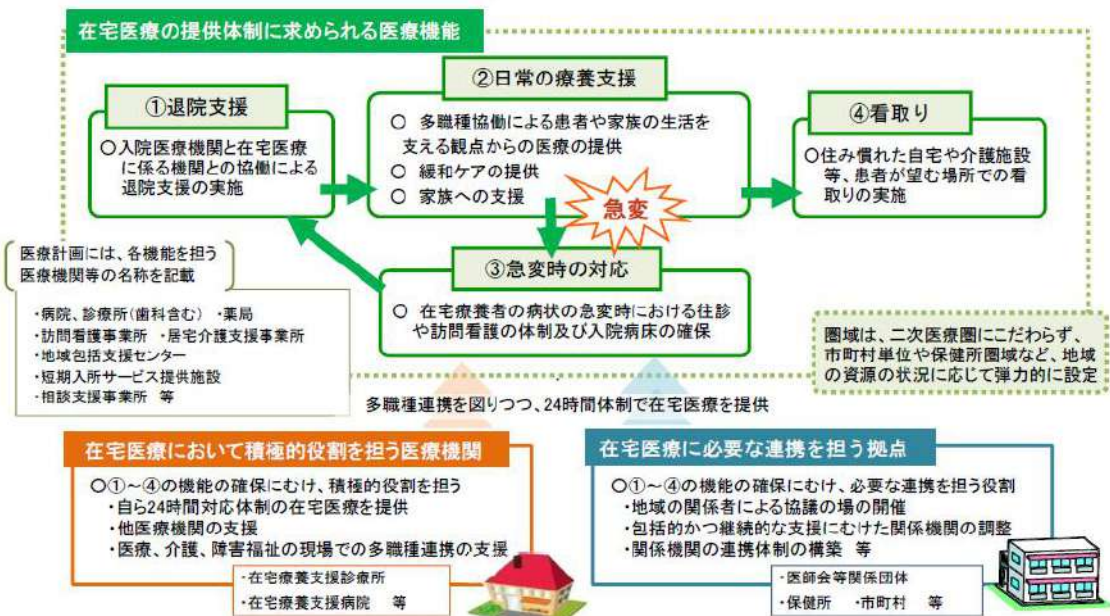 在宅医療の提供体制に求められる医療機能
①退院支援
○入院医療機関と在宅医療
に係る機関との協働による
退院支援の実施
②日常の療養支援
○ 多職種協働による患者や家族の生活を
支える観点からの医療の提供
○ 緩和ケアの提供
○ 家族への支援
急変
④看取り
○住み慣れた自宅や介護施設
等、患者が望む場所での看
取りの実施
③急変時の対応
○ 在宅療養者の病状の急変時における往診
や訪問看護の体制及び入院病床の確保
医療計画には、各機能を担う
医療機関等の名称を記載
・病院、診療所(歯科含む) ・薬局
・訪問看護事業所 ・居宅介護支援事業所
・地域包括支援センター
・短期入所サービス提供施設
・相談支援事業所 等
圏域は、二次医療圏にこだわらず、
市町村単位や保健所圏域など、地域
の資源の状況に応じて弾力的に設定
多職種連携を図りつつ、24時間体制で在宅医療を提供
在宅医療において積極的役割を担う医療機関
○①~④の機能の確保にむけ、積極的役割を担う
・自ら24時間対応体制の在宅医療を提供
・他医療機関の支援
・医療、介護、障害福祉の現場での多職種連携の支援
・在宅療養支援診療所
・在宅療養支援病院 等
在宅医療に必要な連携を担う拠点
○①~④の機能の確保にむけ、必要な連携を担う役割
・地域の関係者による協議の場の開催
・包括的かつ継続的な支援にむけた関係機関の調整
・関係機関の連携体制の構築 等
・医師会等関係団体
・保健所 ・市町村 等